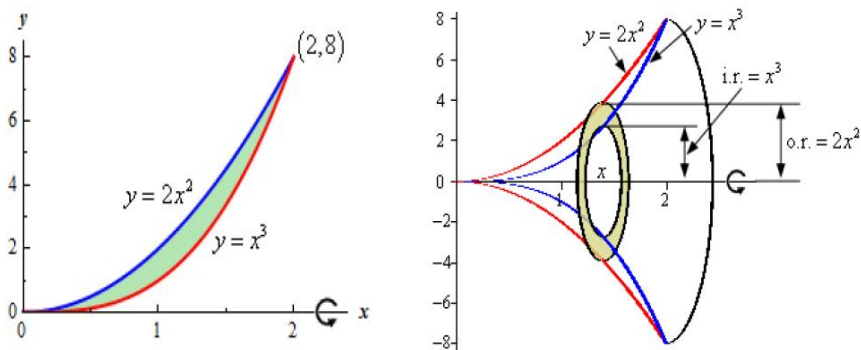 y
8
(2,8)
6
4
y = 2x²
2
y = x³
0
0
1
2
x
8
y = 2x²
y = x³
6
i.r. = x³
4
2
o.r. = 2x²
x
0
1
2
−2
−4
−6
−8